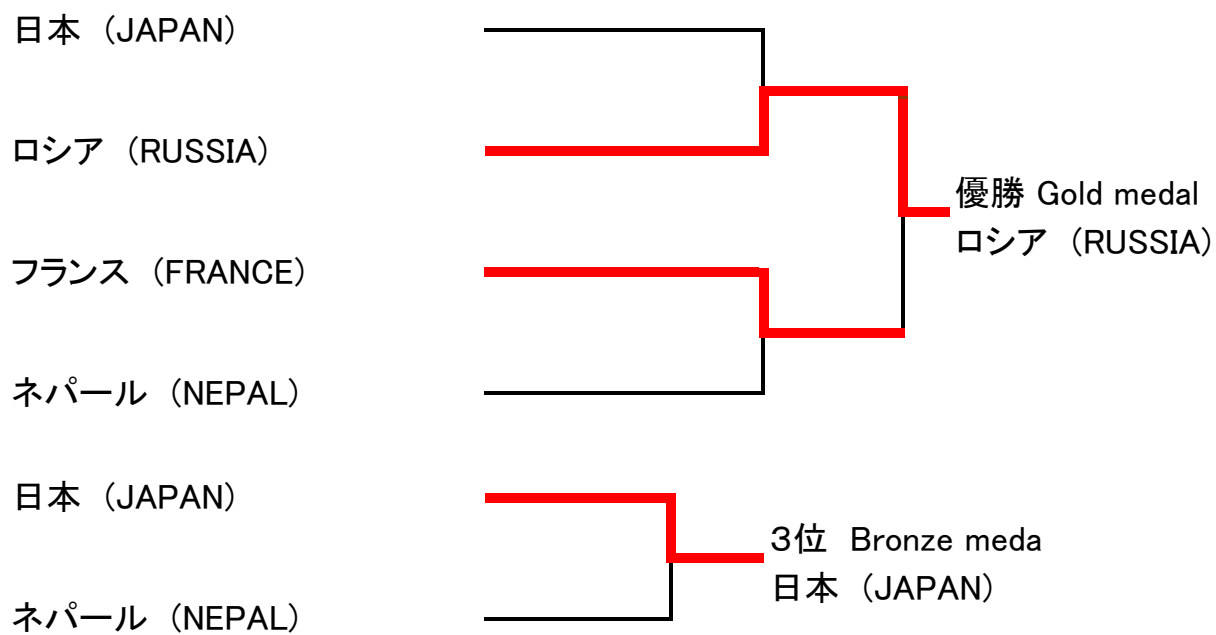 日本 (JAPAN)
ロシア (RUSSIA)
フランス (FRANCE)
ネパール (NEPAL)
優勝 Gold medal
ロシア (RUSSIA)
日本 (JAPAN)
ネパール (NEPAL)
3位 Bronze meda
日本 (JAPAN)